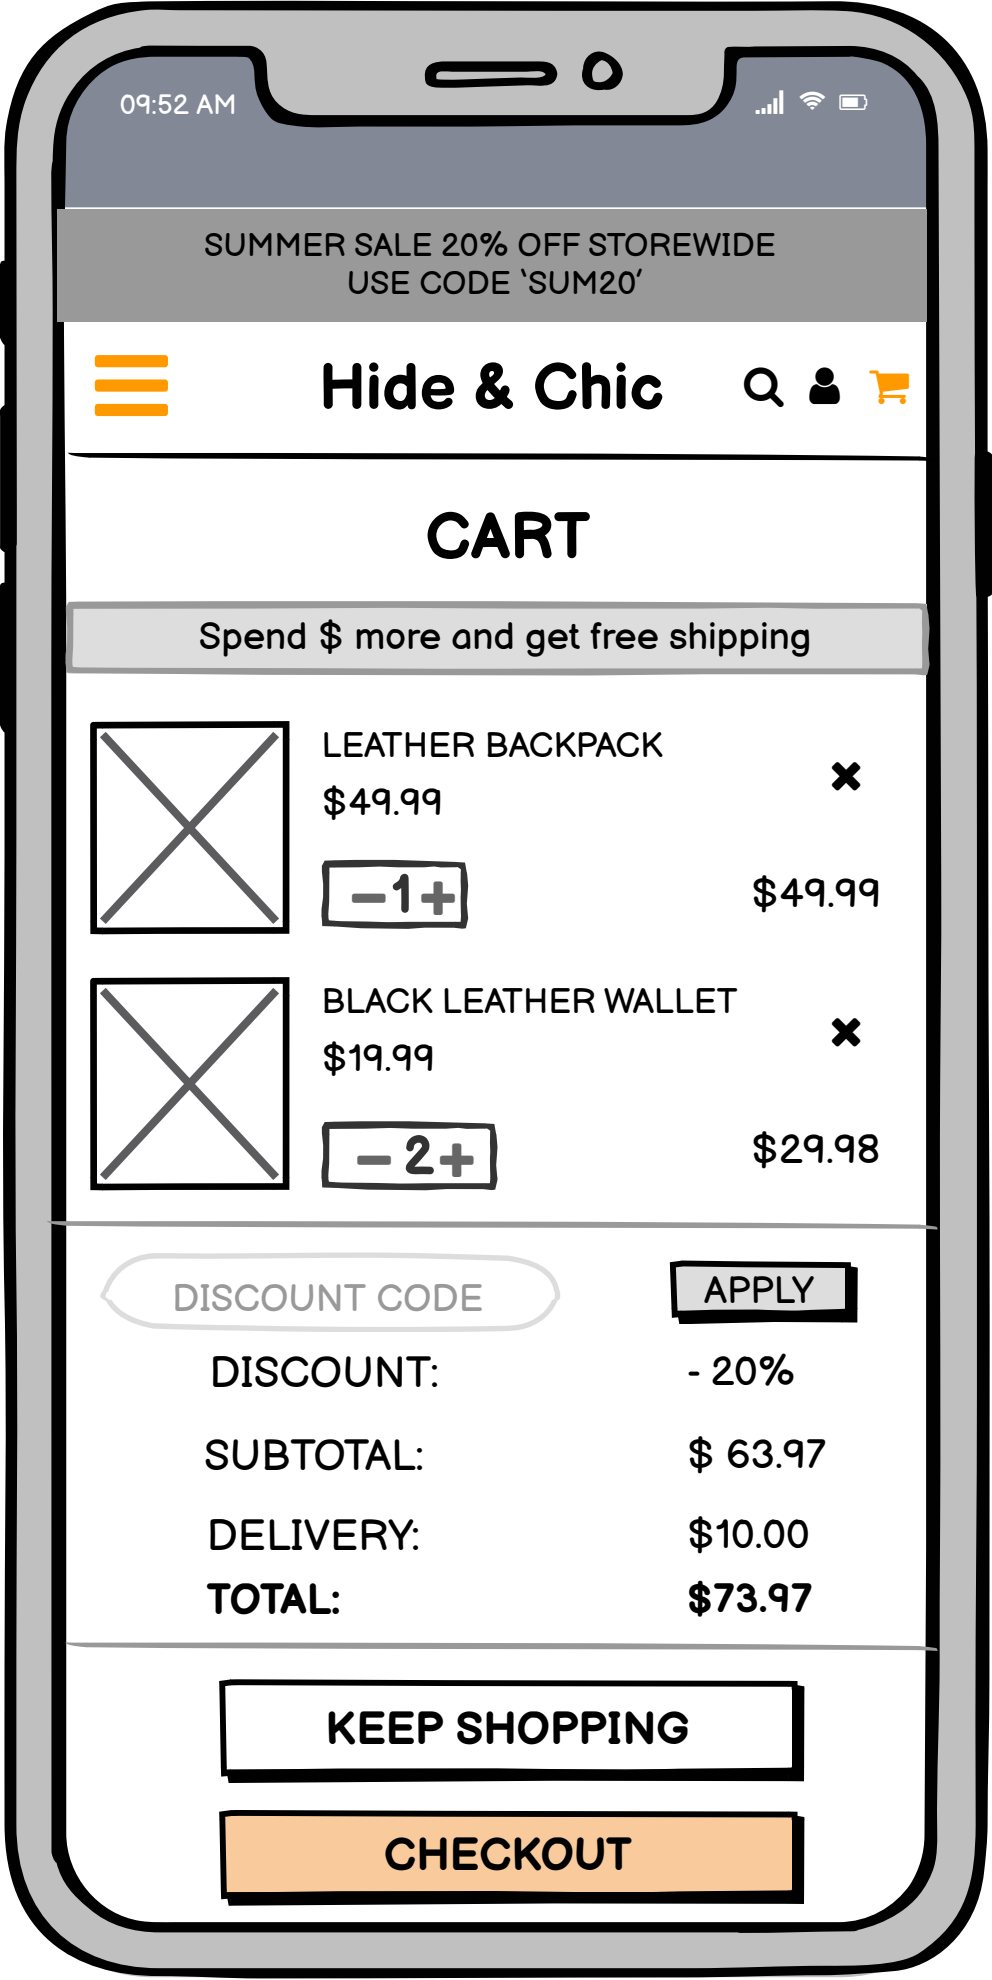 09:52 AM
SUMMER SALE 20% OFF STOREWIDE
USE CODE ‘SUM20’
Hide & Chic
CART
Spend $ more and get free shipping
LEATHER BACKPACK
$49.99
1
$49.99
BLACK LEATHER WALLET
$19.99
2
$29.98
DISCOUNT CODE APPLY
DISCOUNT: - 20%
SUBTOTAL: $ 63.97
DELIVERY: $10.00
TOTAL: $73.97
KEEP SHOPPING
CHECKOUT